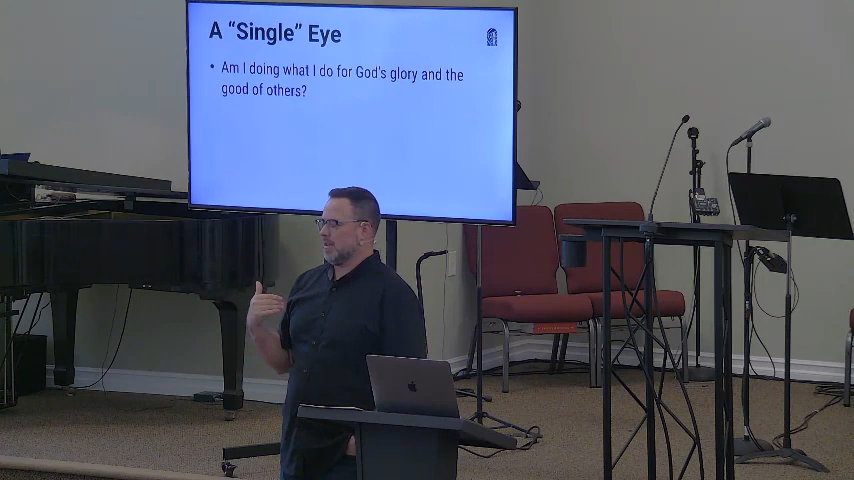 A “Single” Eye
• Am I doing what I do for God's glory and the
good of others?